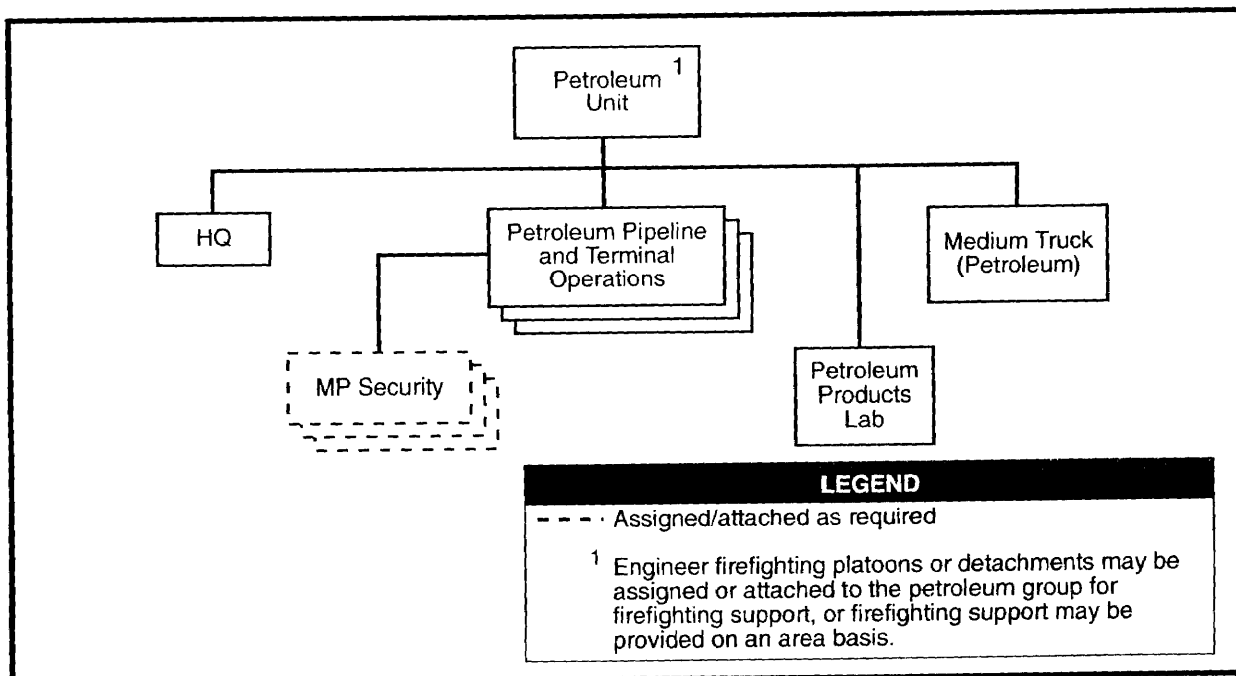 Petroleum 1
Unit
HQ
Petroleum Pipeline
and Terminal
Operations
Medium Truck
(Petroleum)
MP Security
Petroleum
Products
Lab
LEGEND
Assigned/attached as required
1 Engineer firefighting platoons or detachments may be
assigned or attached to the petroleum group for
firefighting support, or firefighting support may be
provided on an area basis.